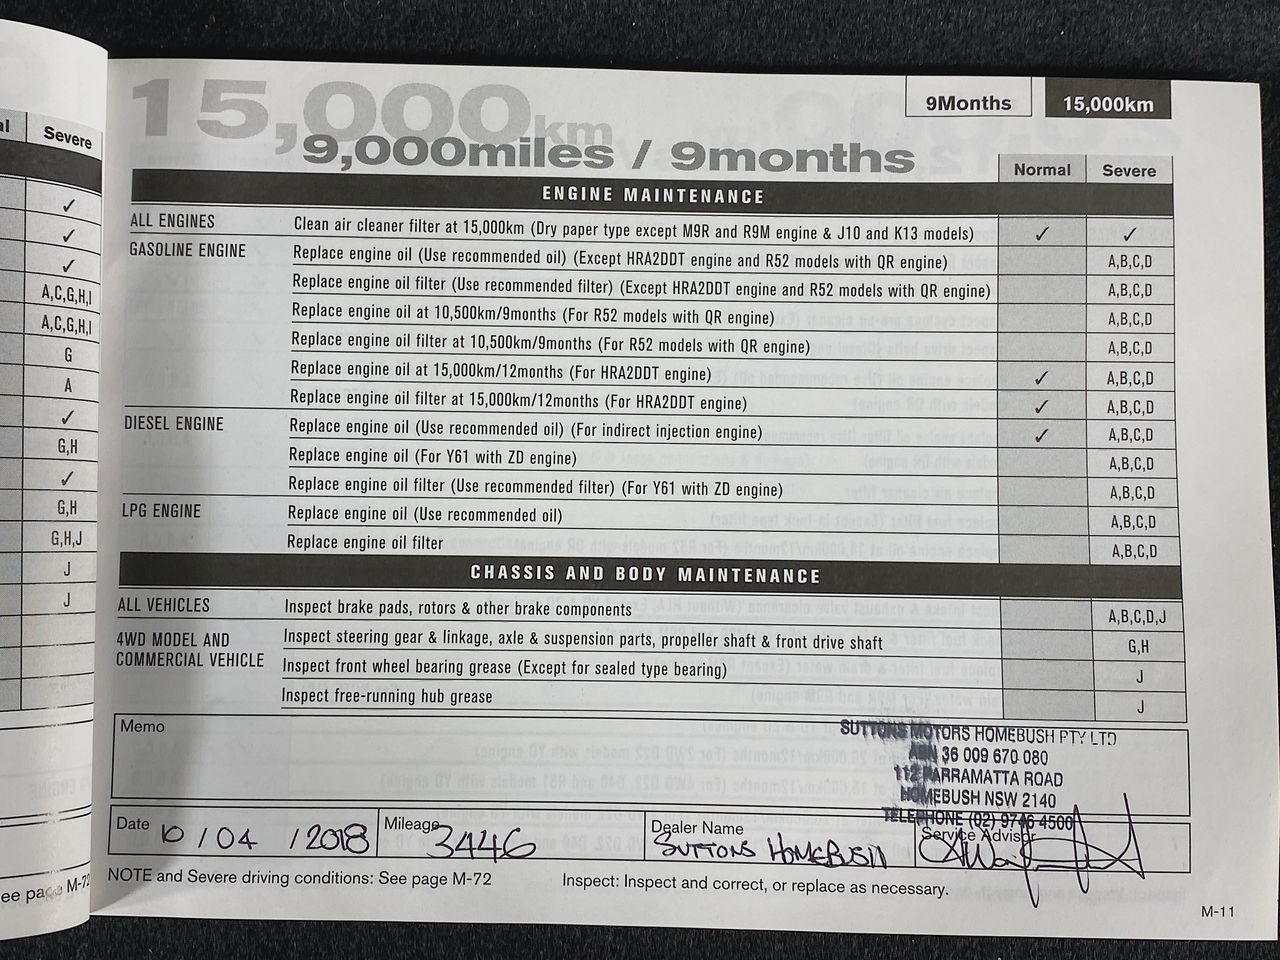 al
Severe
✓
✓
✓
A,C,G,H,I
A,C,G,H,I
G
A
✓
G,H
✓
G,H
G,H,J
J
J
ee page M-72
15,000km
9,000miles / 9months
9Months
15,000km
Normal Severe
ENGINE MAINTENANCE
ALL ENGINES Clean air cleaner filter at 15,000km (Dry paper type except M9R and R9M engine & J10 and K13 models) ✓ ✓
GASOLINE ENGINE Replace engine oil (Use recommended oil) (Except HRA2DDT engine and R52 models with QR engine) A,B,C,D
Replace engine oil filter (Use recommended filter) (Except HRA2DDT engine and R52 models with QR engine) A,B,C,D
Replace engine oil at 10,500km/9months (For R52 models with QR engine) A,B,C,D
Replace engine oil filter at 10,500km/9months (For R52 models with QR engine) A,B,C,D
Replace engine oil at 15,000km/12months (For HRA2DDT engine) ✓ A,B,C,D
Replace engine oil filter at 15,000km/12months (For HRA2DDT engine) ✓ A,B,C,D
DIESEL ENGINE Replace engine oil (Use recommended oil) (For indirect injection engine) ✓ A,B,C,D
Replace engine oil (For Y61 with ZD engine) A,B,C,D
Replace engine oil filter (Use recommended filter) (For Y61 with ZD engine) A,B,C,D
LPG ENGINE Replace engine oil (Use recommended oil) A,B,C,D
Replace engine oil filter A,B,C,D
CHASSIS AND BODY MAINTENANCE
ALL VEHICLES Inspect brake pads, rotors & other brake components A,B,C,D,J
4WD MODEL AND COMMERCIAL VEHICLE Inspect steering gear & linkage, axle & suspension parts, propeller shaft & front drive shaft G,H
Inspect front wheel bearing grease (Except for sealed type bearing) J
Inspect free-running hub grease J
Memo
SUTTONS MOTORS HOMEBUSH PTY LTD
ABN 36 009 670 080
112 PARRAMATTA ROAD
HOMEBUSH NSW 2140
TELEPHONE (02) 9746 4500
Date 10/04/2018 Mileage 3446 Dealer Name SUTTONS HOMEBUSH Service Advisor
NOTE and Severe driving conditions: See page M-72 Inspect: Inspect and correct, or replace as necessary.
M-11